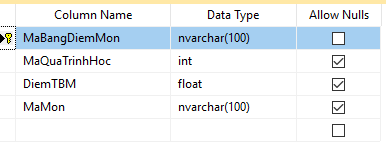 Column Name Data Type Allow Nulls
MaBangDiemMon nvarchar(100)
MaQuaTrinhHoc int
DiemTBM float
MaMon nvarchar(100)